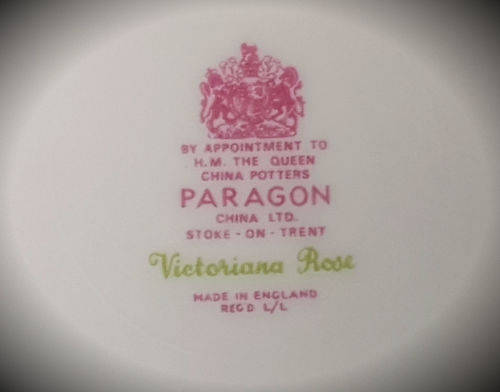 BY APPOINTMENT TO
H.M. THE QUEEN
CHINA POTTERS
PARAGON
CHINA LTD.
STOKE - ON - TRENT
Victoriana Rose
MADE IN ENGLAND
REG'D L/L